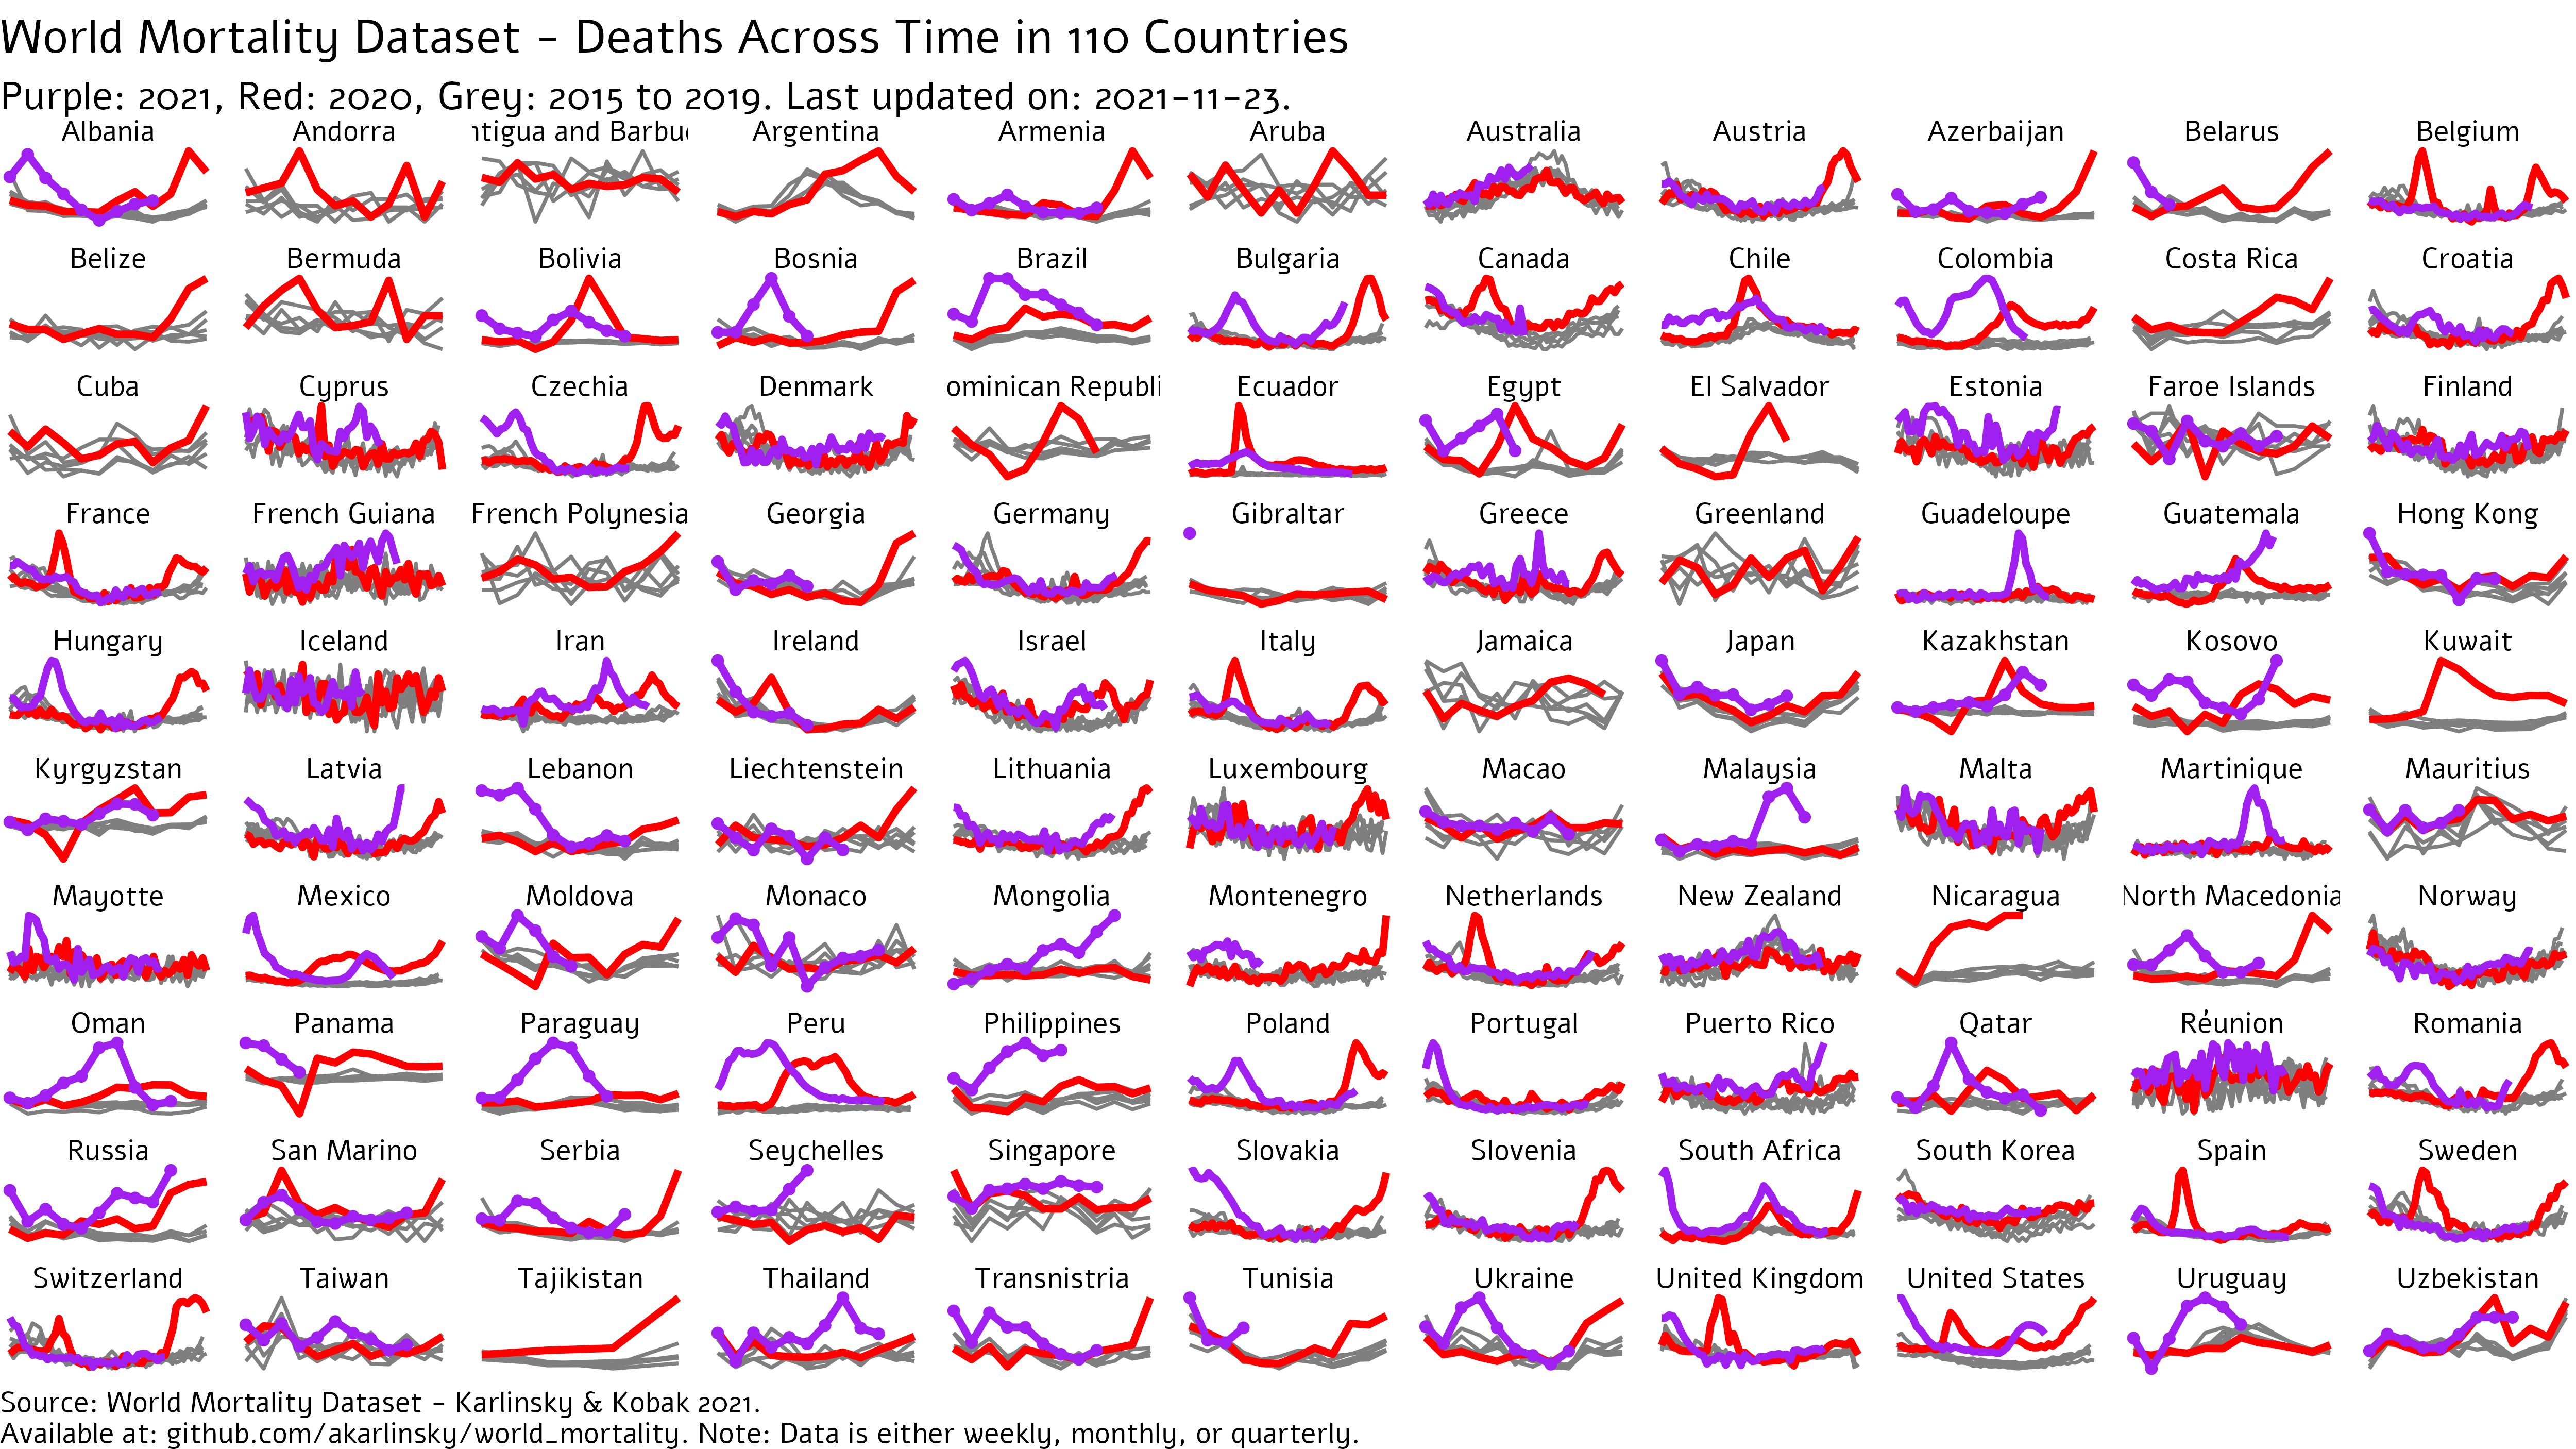 World Mortality Dataset - Deaths Across Time in 110 Countries
Purple: 2021, Red: 2020, Grey: 2015 to 2019. Last updated on: 2021-11-23.
Albania Andorra ntigua and Barbu Argentina Armenia Aruba Australia Austria Azerbaijan Belarus Belgium
Belize Bermuda Bolivia Bosnia Brazil Bulgaria Canada Chile Colombia Costa Rica Croatia
Cuba Cyprus Czechia Denmark ominican Republi Ecuador Egypt El Salvador Estonia Faroe Islands Finland
France French Guiana French Polynesia Georgia Germany Gibraltar Greece Greenland Guadeloupe Guatemala Hong Kong
Hungary Iceland Iran Ireland Israel Italy Jamaica Japan Kazakhstan Kosovo Kuwait
Kyrgyzstan Latvia Lebanon Liechtenstein Lithuania Luxembourg Macao Malaysia Malta Martinique Mauritius
Mayotte Mexico Moldova Monaco Mongolia Montenegro Netherlands New Zealand Nicaragua North Macedonia Norway
Oman Panama Paraguay Peru Philippines Poland Portugal Puerto Rico Qatar Réunion Romania
Russia San Marino Serbia Seychelles Singapore Slovakia Slovenia South Africa South Korea Spain Sweden
Switzerland Taiwan Tajikistan Thailand Transnistria Tunisia Ukraine United Kingdom United States Uruguay Uzbekistan
Source: World Mortality Dataset - Karlinsky & Kobak 2021.
Available at: github.com/akarlinsky/world_mortality. Note: Data is either weekly, monthly, or quarterly.